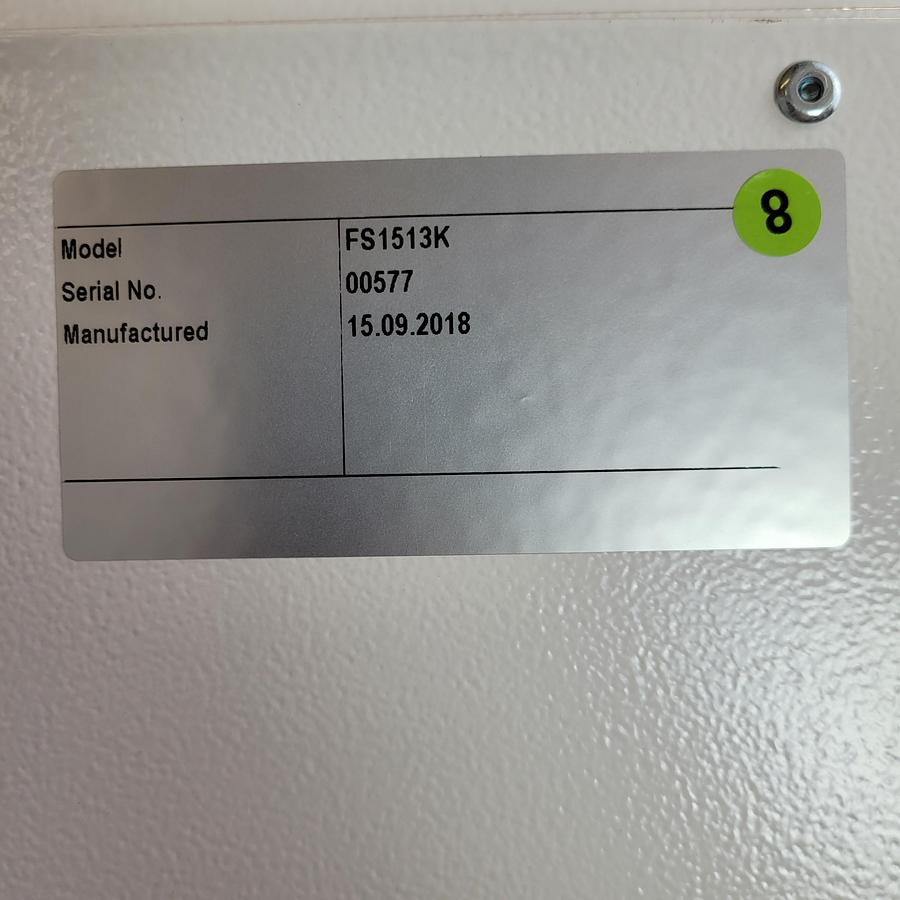 8
Model FS1513K
Serial No. 00577
Manufactured 15.09.2018